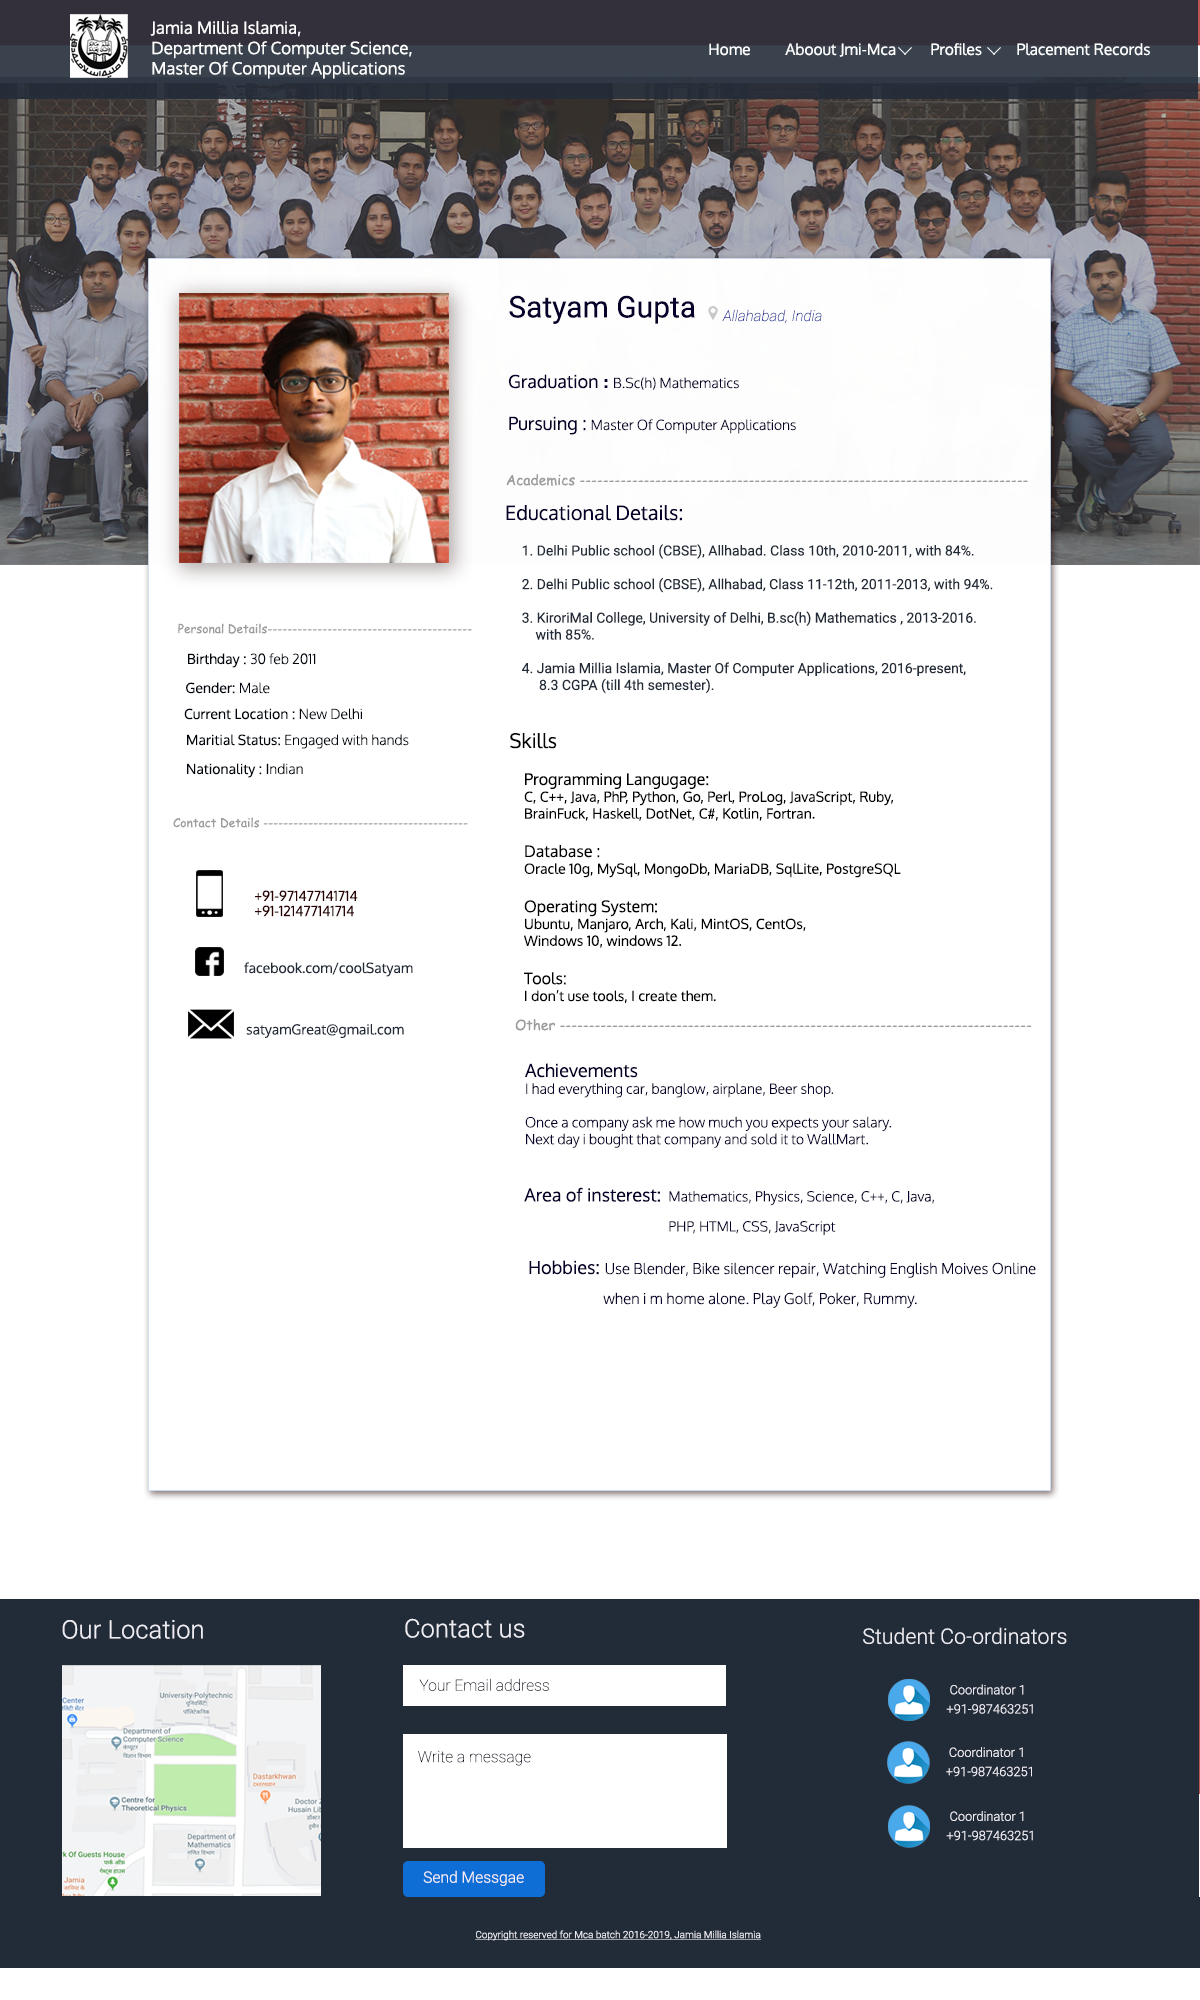 Jamia Millia Islamia,
Department Of Computer Science,
Master Of Computer Applications
Home
Aboout Jmi-Mca
Profiles
Placement Records
Satyam Gupta
Allahabad, India
Graduation : B.Sc(h) Mathematics
Pursuing : Master Of Computer Applications
Academics
Educational Details:
1. Delhi Public school (CBSE), Allhabad. Class 10th, 2010-2011, with 84%.
2. Delhi Public school (CBSE), Allhabad, Class 11-12th, 2011-2013, with 94%.
3. KiroriMal College, University of Delhi, B.sc(h) Mathematics , 2013-2016.
with 85%.
4. Jamia Millia Islamia, Master Of Computer Applications, 2016-present,
8.3 CGPA (till 4th semester).
Personal Details
Birthday : 30 feb 2011
Gender: Male
Current Location : New Delhi
Maritial Status: Engaged with hands
Nationality : Indian
Contact Details
+91-971477141714
+91-121477141714
facebook.com/coolSatyam
satyamGreat@gmail.com
Skills
Programming Langugage:
C, C++, Java, PhP, Python, Go, Perl, ProLog, JavaScript, Ruby,
BrainFuck, Haskell, DotNet, C#, Kotlin, Fortran.
Database :
Oracle 10g, MySql, MongoDb, MariaDB, SqlLite, PostgreSQL
Operating System:
Ubuntu, Manjaro, Arch, Kali, MintOS, CentOs,
Windows 10, windows 12.
Tools:
I don't use tools, I create them.
Other
Achievements
I had everything car, banglow, airplane, Beer shop.
Once a company ask me how much you expects your salary.
Next day i bought that company and sold it to WallMart.
Area of insterest: Mathematics, Physics, Science, C++, C, Java,
PHP, HTML, CSS, JavaScript
Hobbies: Use Blender, Bike silencer repair, Watching English Moives Online
when i m home alone. Play Golf, Poker, Rummy.
Our Location
University Polytechnic
Center
Department of
Computer Science
Dastarkhwan
Centre for
Theoretical Physics
Doctor Z
Husain Lib
Department of
Mathematics
k Of Guests House
Jamia
Contact us
Your Email address
Write a message
Send Messgae
Student Co-ordinators
Coordinator 1
+91-987463251
Coordinator 1
+91-987463251
Coordinator 1
+91-987463251
Copyright reserved for Mca batch 2016-2019, Jamia Millia Islamia